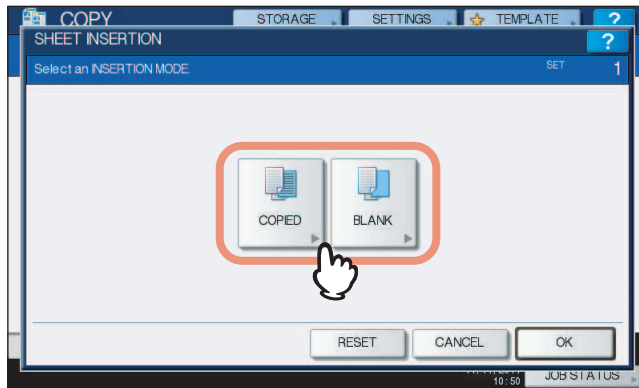 COPY STORAGE SETTINGS TEMPLATE ?
SHEET INSERTION ?
Select an INSERTION MODE. SET 1
COPIED BLANK
RESET CANCEL OK
10:50 JOB STATUS